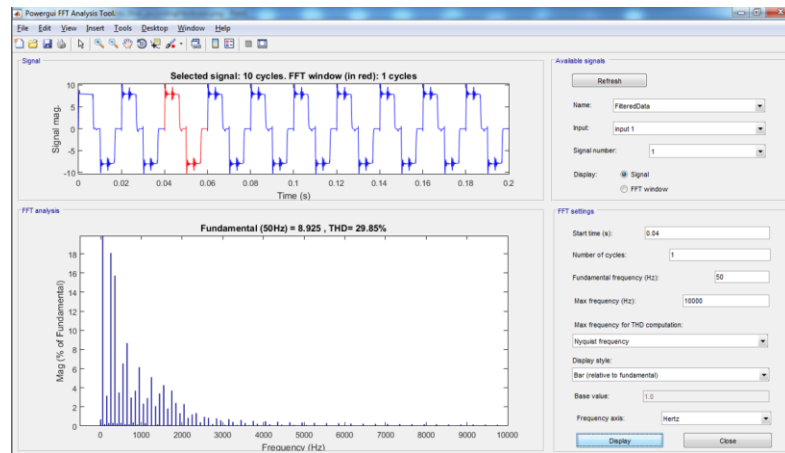 Powergui FFT Analysis Tool.
File Edit View Insert Tools Desktop Window Help
Signal
Selected signal: 10 cycles. FFT window (in red): 1 cycles
Signal mag.
10
5
0
-5
-10
0 0.02 0.04 0.06 0.08 0.1 0.12 0.14 0.16 0.18 0.2
Time (s)
FFT analysis
Fundamental (50Hz) = 8.925 , THD= 29.85%
Mag (% of Fundamental)
18
16
14
12
10
8
6
4
2
0
0 1000 2000 3000 4000 5000 6000 7000 8000 9000 10000
Frequency (Hz)
Available signals
Refresh
Name: FilteredData
Input: input 1
Signal number: 1
Display: Signal
FFT window
FFT settings
Start time (s): 0.04
Number of cycles: 1
Fundamental frequency (Hz): 50
Max frequency (Hz): 10000
Max frequency for THD computation:
Nyquist frequency
Display style:
Bar (relative to fundamental)
Base value: 1.0
Frequency axis: Hertz
Display Close